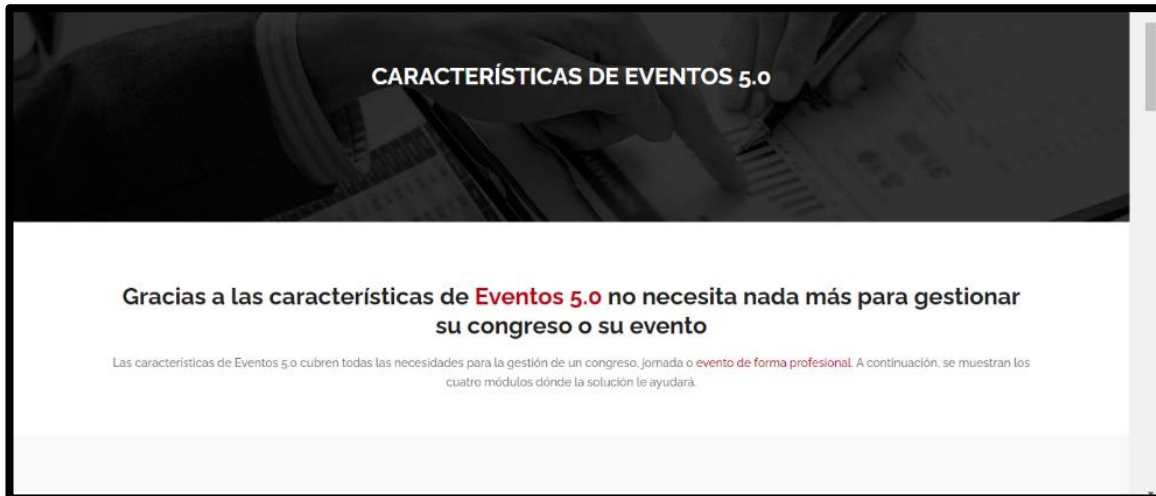 CARACTERÍSTICAS DE EVENTOS 5.0
Gracias a las características de Eventos 5.0 no necesita nada más para gestionar
su congreso o su evento
Las características de Eventos 5.0 cubren todas las necesidades para la gestión de un congreso, jornada o evento de forma profesional. A continuación, se muestran los
cuatro módulos dónde la solución le ayudará.